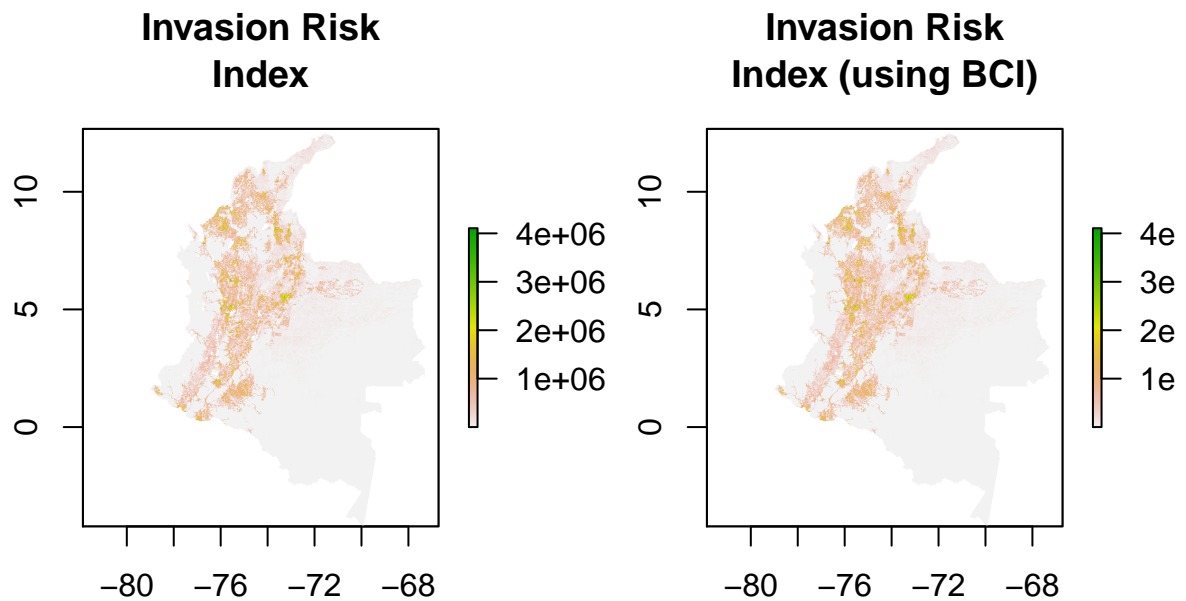 Invasion Risk
Index
10
5
0
−80
−76
−72
−68
4e+06
3e+06
2e+06
1e+06
Invasion Risk
Index (using BCI)
10
5
0
−80
−76
−72
−68
4e
3e
2e
1e